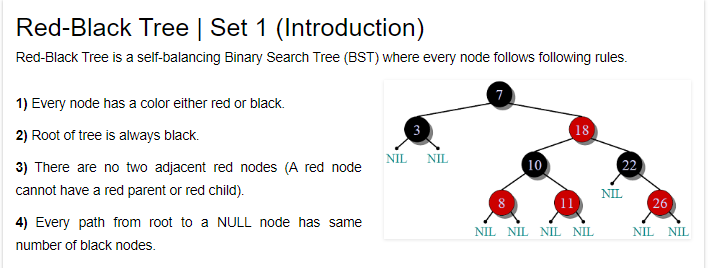 Red-Black Tree | Set 1 (Introduction)
Red-Black Tree is a self-balancing Binary Search Tree (BST) where every node follows following rules.
1) Every node has a color either red or black.
2) Root of tree is always black.
3) There are no two adjacent red nodes (A red node
cannot have a red parent or red child).
4) Every path from root to a NULL node has same
number of black nodes.
7
3 18
NIL NIL 10 22
8 11 NIL 26
NIL NIL NIL NIL NIL NIL